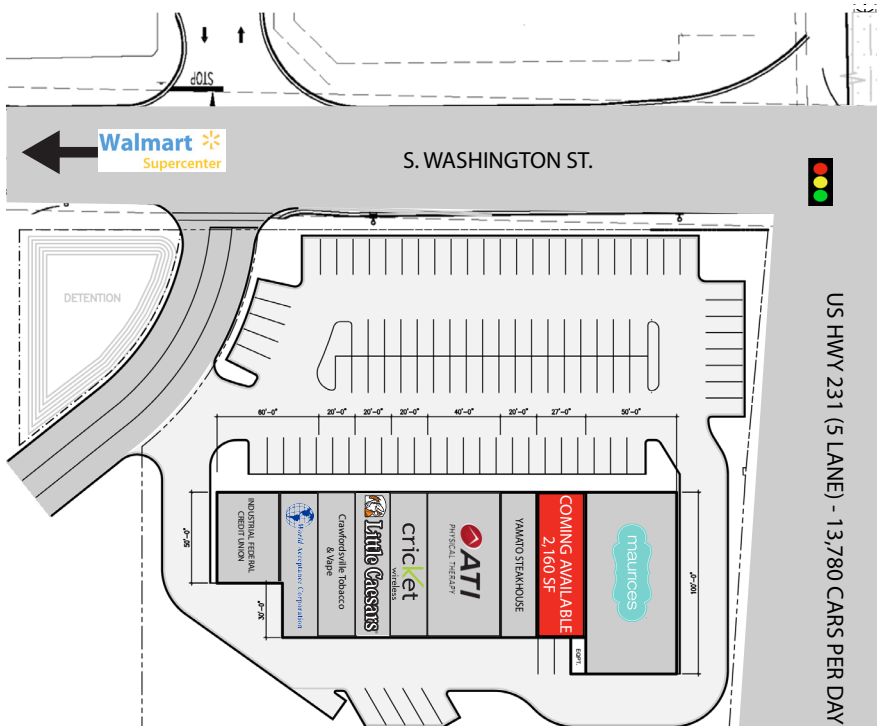 STOP
Walmart
Supercenter
S. WASHINGTON ST.
US HWY 231 (5 LANE) - 13,780 CARS PER DAY
DETENTION
60'-0"
20'-0"
20'-0"
20'-0"
40'-0"
20'-0"
27'-0"
50'-0"
INDUSTRIAL FEDERAL
CREDIT UNION
World Acceptance Corporation
Crawfordsville Tobacco
& Vape
Little Caesars
cricket
wireless
ATI
PHYSICAL THERAPY
YAMATO STEAKHOUSE
COMING AVAILABLE
2,160 SF
maurices
50'-0"
30'-0"
100'-0"
EQPT.